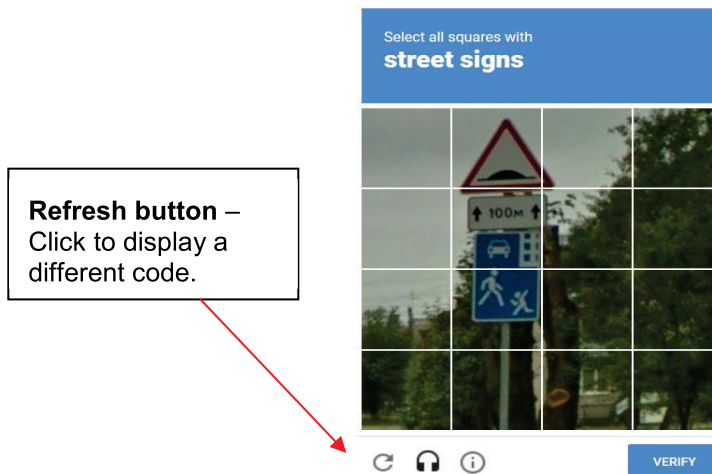 Select all squares with
street signs
100м
Refresh button –
Click to display a
different code.
VERIFY